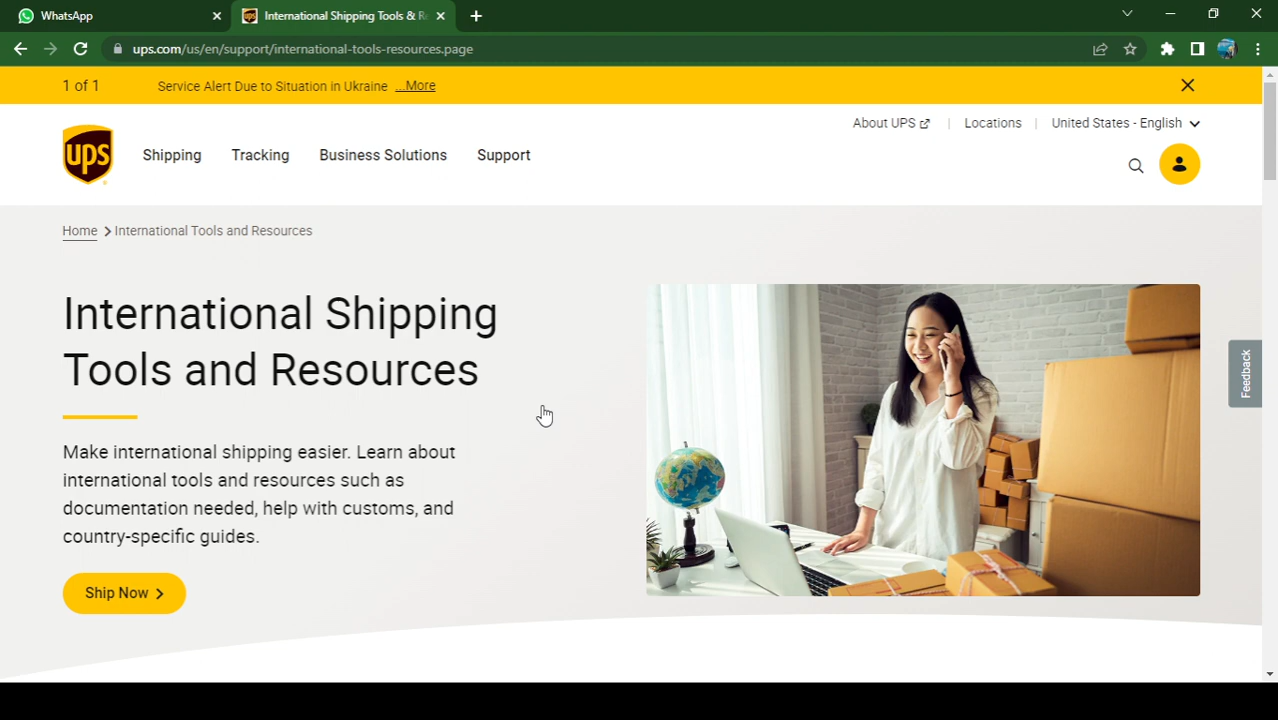 WhatsApp
International Shipping Tools & Re
ups.com/us/en/support/international-tools-resources.page
1 of 1
Service Alert Due to Situation in Ukraine ...More
About UPS
Locations
United States - English
ups
Shipping
Tracking
Business Solutions
Support
Home
International Tools and Resources
International Shipping
Tools and Resources
Make international shipping easier. Learn about
international tools and resources such as
documentation needed, help with customs, and
country-specific guides.
Ship Now
Feedback